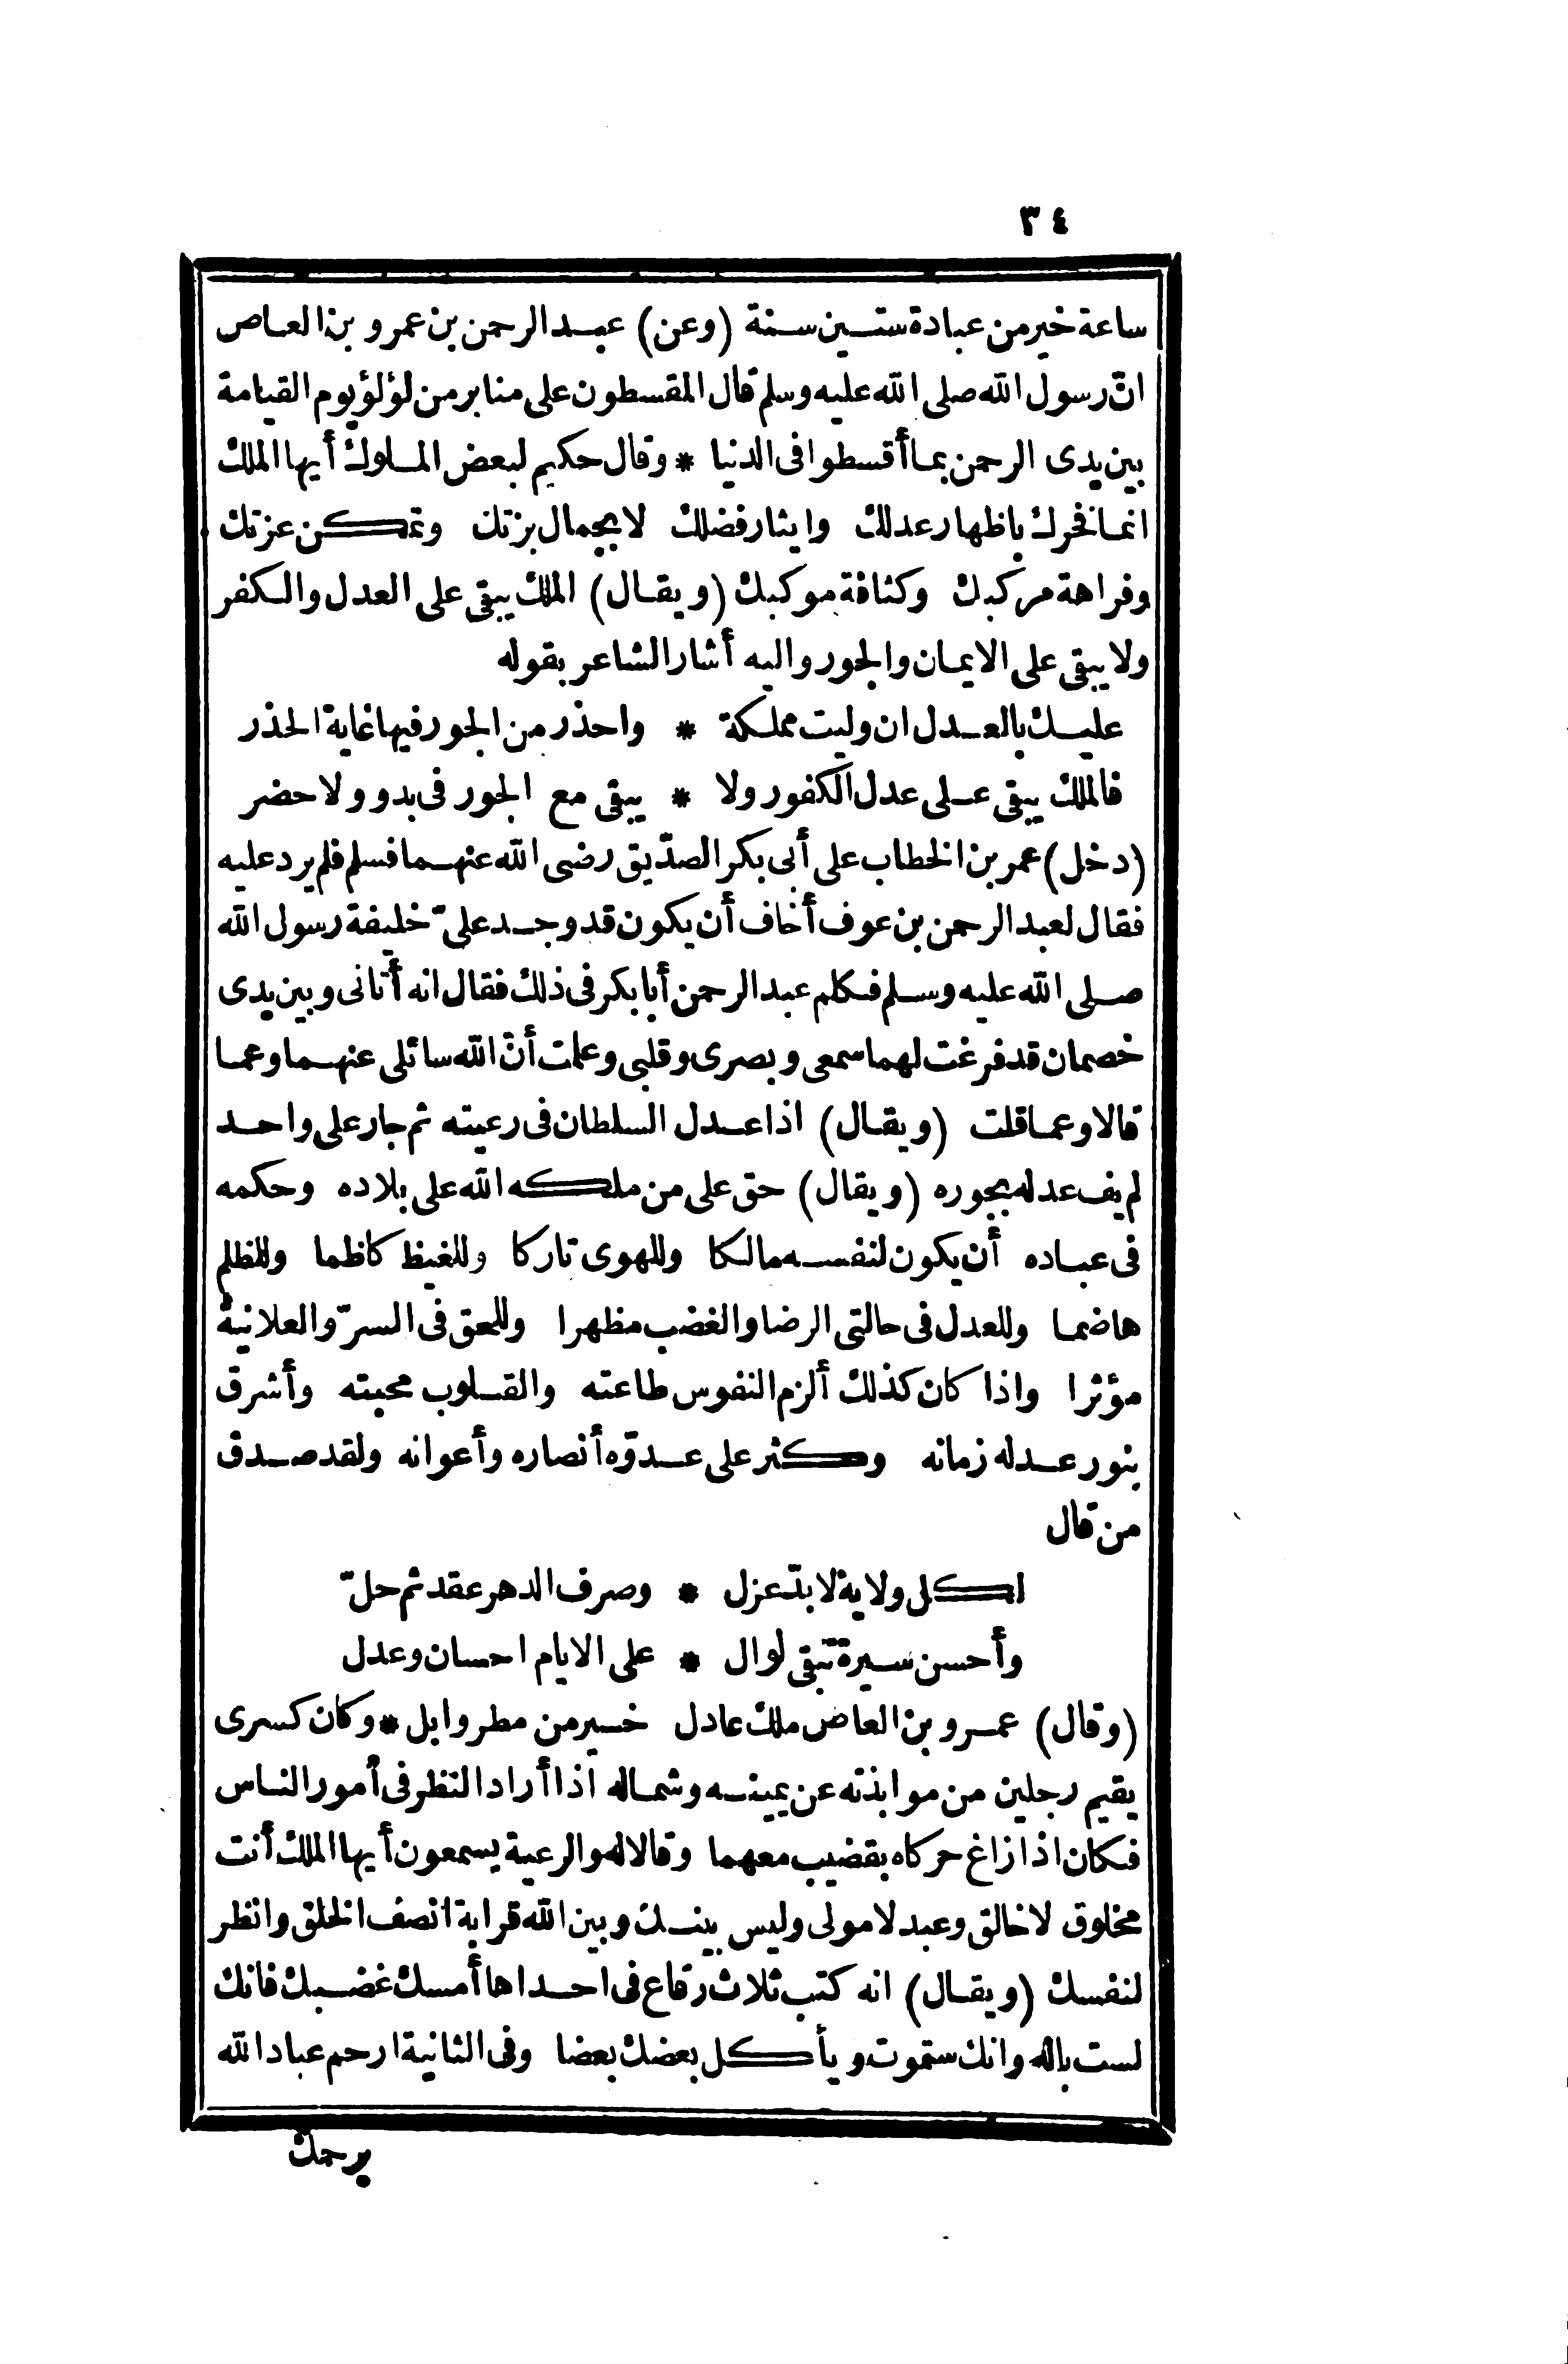 ٣٤
ساعة خير من عبادة ستين سنة (وعن) عبد الرحمن بن عمرو بن العاص
انّ رسول الله صلى الله عليه وسلم قال المقسطون على منابر من لؤلؤ يوم القيامة
بين يدى الرحمن بما أقسطوا فى الدنيا * وقال حكيم لبعض الملوك أيها الملك
انما نفرك باظهار عدلك وايثار فضلك لا بجمال بزتك وتمكن عزتك
وفراهة مركبك وكثافة موكبك (ويقال) الملك يبقى على العدل والكفر
ولا يبقى على الايمان والجور واليه أشار الشاعر بقوله
عليك بالعدل ان وليت مملكة * واحذر من الجور فيها غاية الحذر
فالملك يبقى على عدل الكفور ولا * يبقى مع الجور فى بدو ولا حضر
(دخل) عمر بن الخطاب على أبى بكر الصدّيق رضى الله عنهما فسلم فلم يرد عليه
فقال لعبد الرحمن بن عوف أخاف أن يكون قد وجد علىّ خليفة رسول الله
صلى الله عليه وسلم فكلم عبد الرحمن أبا بكر فى ذلك فقال انه أتانى وبين يدى
خصمان قد فرغت لهما سمعى وبصرى وقلبى وعلمت أنّ الله سائلى عنهما وعما
قالا وعما قلت (ويقال) اذا عدل السلطان فى رعيته ثم جار على واحد
لم يف عدله بجوره (ويقال) حق على من ملكه الله على بلاده وحكمه
فى عباده أن يكون لنفسه مالكا وللهوى تاركا وللغيظ كاظما وللظلم
هاضما وللعدل فى حالتى الرضا والغضب مظهرا وللحق فى السرّ والعلانية
مؤثرا واذا كان كذلك ألزم النفوس طاعته والقلوب محبته وأشرق
بنور عدله زمانه وكثر على عدوّه أنصاره وأعوانه ولقد صدق
من قال
لكل ولاية لا بدّ عزل * وصرف الدهر عقد ثم حلّ
وأحسن سيرة تبقى لوال * على الايام احسان وعدل
(وقال) عمرو بن العاص ملك عادل خير من مطر وابل * وكان كسرى
يقيم رجلين من موابذته عن يمينه وشماله اذا أراد النظر فى أمور الناس
فكان اذا زاغ حركاه بقضيب معهما وقالا له والرعية يسمعون أيها الملك أنت
مخلوق لا خالق وعبد لا مولى وليس بينك وبين الله قرابة انصف الخلق وانظر
لنفسك (ويقال) انه كتب ثلاث رقاع فى احداها أمسك غضبك فانك
لست باله وانك ستموت ويأكل بعضك بعضا وفى الثانية ارحم عباد الله
يرحمك